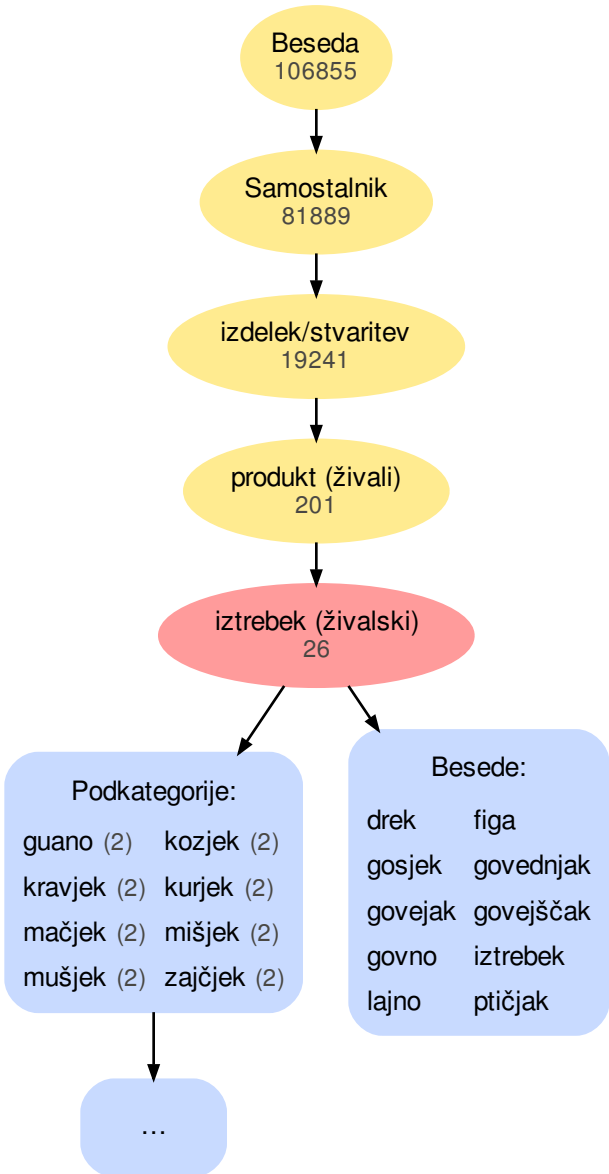 Beseda
106855
Samostalnik
81889
izdelek/stvaritev
19241
produkt (živali)
201
iztrebek (živalski)
26
Podkategorije:
guano (2) kozjek (2)
kravjek (2) kurjek (2)
mačjek (2) mišjek (2)
mušjek (2) zajčjek (2)
Besede:
drek figa
gosjek govednjak
govejak govejščak
govno iztrebek
lajno ptičjak
...